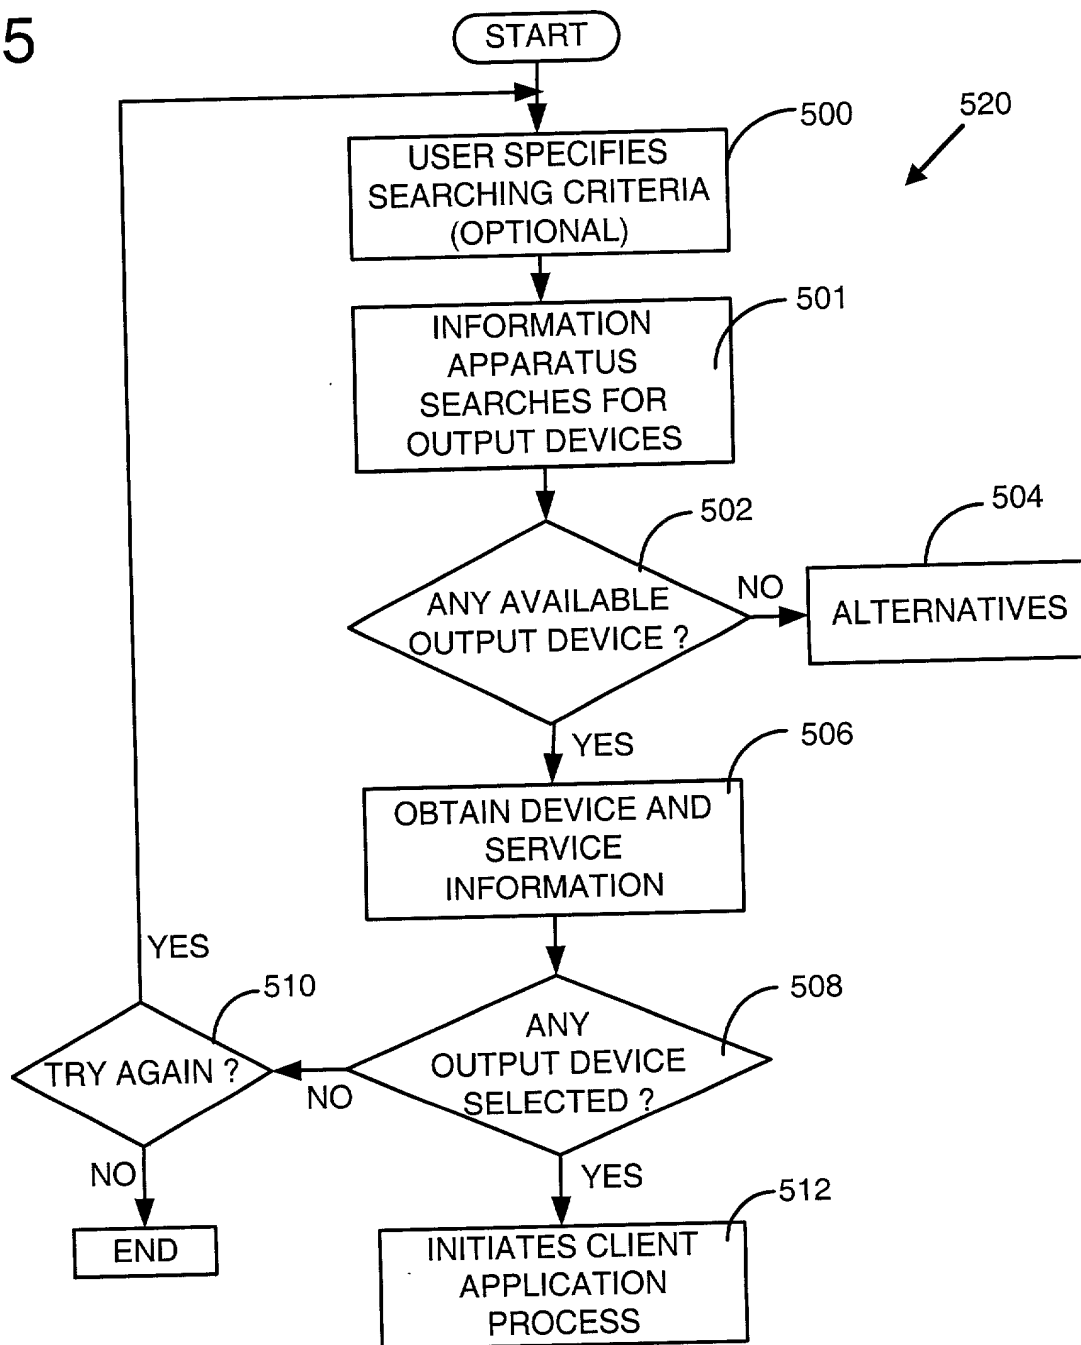 5
START
500
520
USER SPECIFIES
SEARCHING CRITERIA
(OPTIONAL)
501
INFORMATION
APPARATUS
SEARCHES FOR
OUTPUT DEVICES
502
504
ANY AVAILABLE
OUTPUT DEVICE ?
NO
ALTERNATIVES
YES
506
OBTAIN DEVICE AND
SERVICE
INFORMATION
YES
510
508
TRY AGAIN ?
ANY
OUTPUT DEVICE
SELECTED ?
NO
NO
YES
512
END
INITIATES CLIENT
APPLICATION
PROCESS